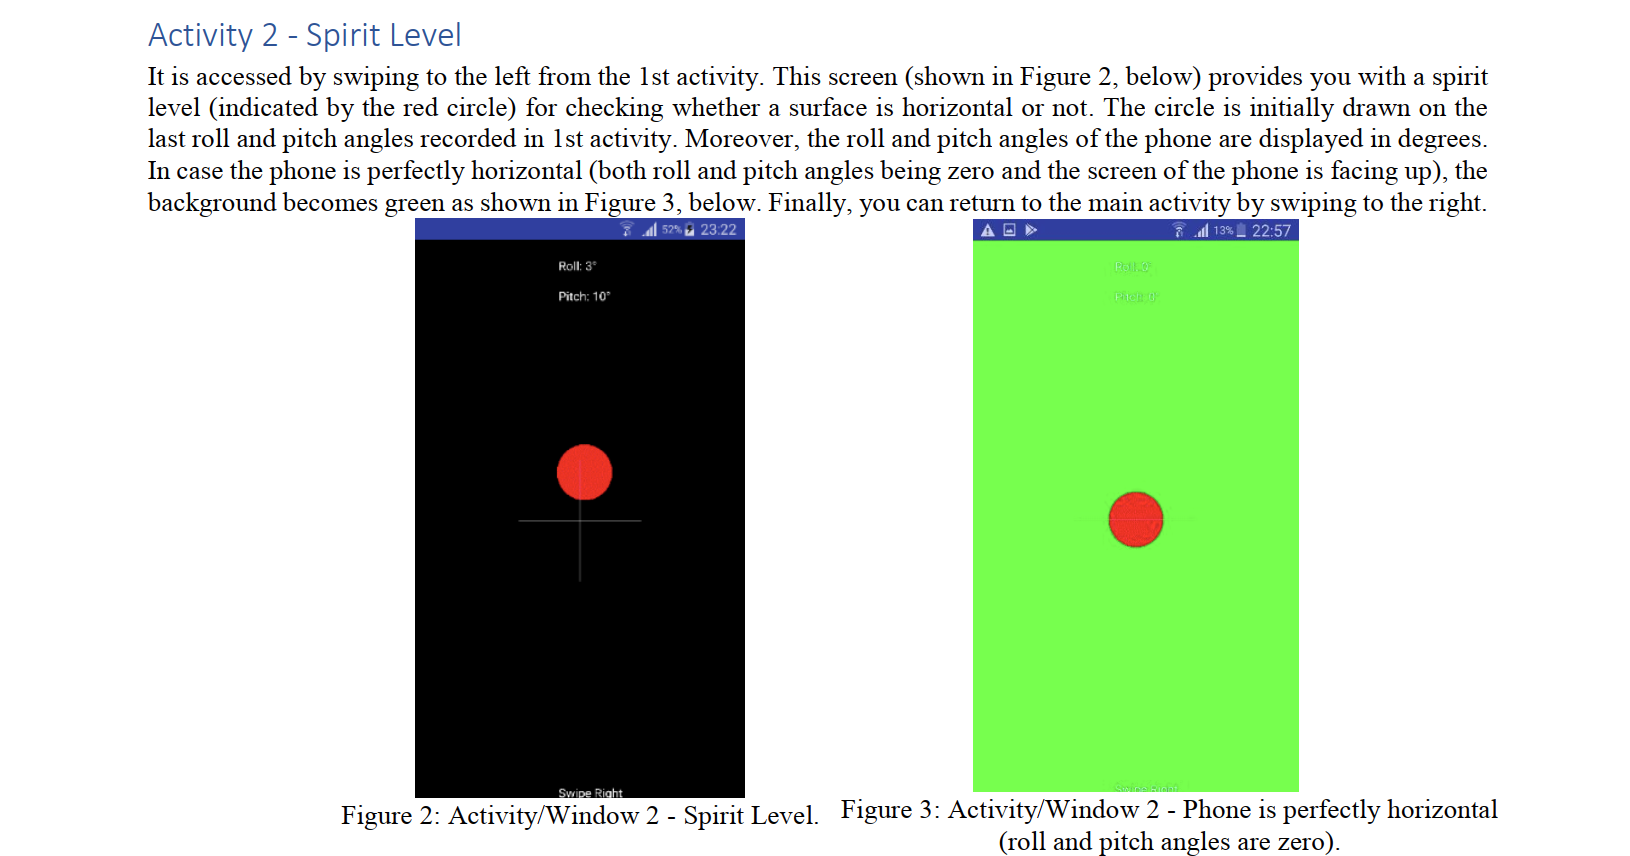 Activity 2 - Spirit Level
It is accessed by swiping to the left from the 1st activity. This screen (shown in Figure 2, below) provides you with a spirit
level (indicated by the red circle) for checking whether a surface is horizontal or not. The circle is initially drawn on the
last roll and pitch angles recorded in 1st activity. Moreover, the roll and pitch angles of the phone are displayed in degrees.
In case the phone is perfectly horizontal (both roll and pitch angles being zero and the screen of the phone is facing up), the
background becomes green as shown in Figure 3, below. Finally, you can return to the main activity by swiping to the right.
52% 23:22
Roll: 3°
Pitch: 10°
Swipe Right
13% 22:57
Roll: 0°
Pitch: 0°
Swipe Right
Figure 2: Activity/Window 2 - Spirit Level.
Figure 3: Activity/Window 2 - Phone is perfectly horizontal
(roll and pitch angles are zero).